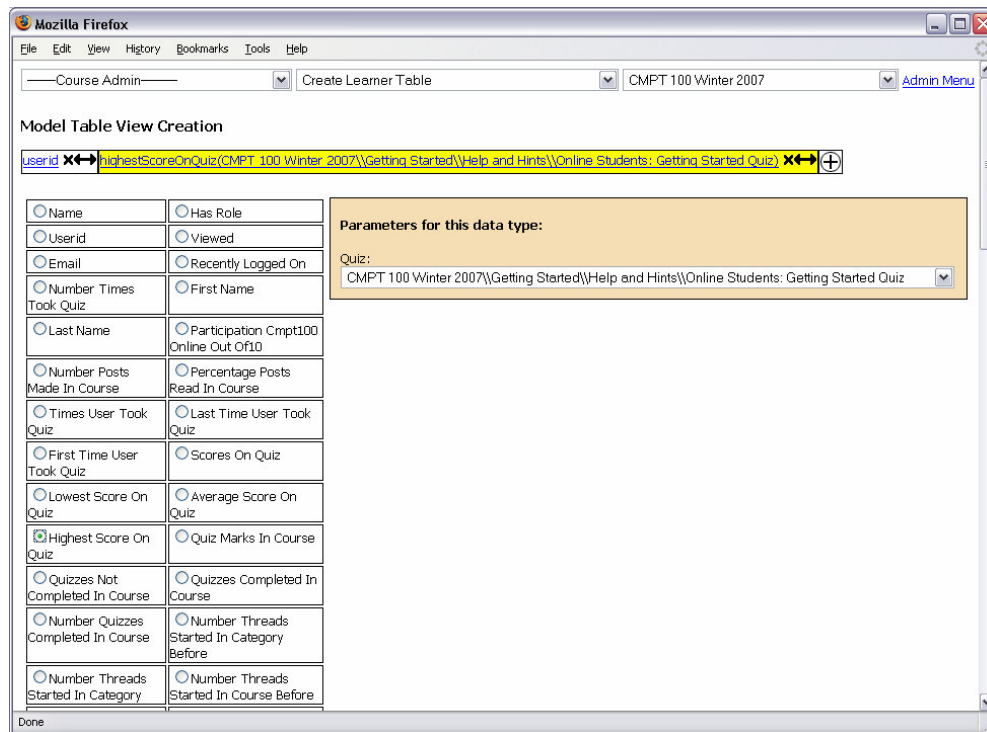 Mozilla Firefox
File Edit View History Bookmarks Tools Help
——Course Admin—— Create Learner Table CMPT 100 Winter 2007 Admin Menu
Model Table View Creation
userid highestScoreOnQuiz(CMPT 100 Winter 2007\\Getting Started\\Help and Hints\\Online Students: Getting Started Quiz)
Name Has Role
Userid Viewed
Email Recently Logged On
Number Times First Name
Took Quiz
Last Name Participation Cmpt100
Online Out Of10
Number Posts Percentage Posts
Made In Course Read In Course
Times User Took Last Time User Took
Quiz Quiz
First Time User Scores On Quiz
Took Quiz
Lowest Score On Average Score On
Quiz Quiz
Highest Score On Quiz Marks In Course
Quiz
Quizzes Not Quizzes Completed In
Completed In Course Course
Number Quizzes Number Threads
Completed In Course Started In Category
Before
Number Threads Number Threads
Started In Category Started In Course Before
Parameters for this data type:
Quiz:
CMPT 100 Winter 2007\\Getting Started\\Help and Hints\\Online Students: Getting Started Quiz
Done